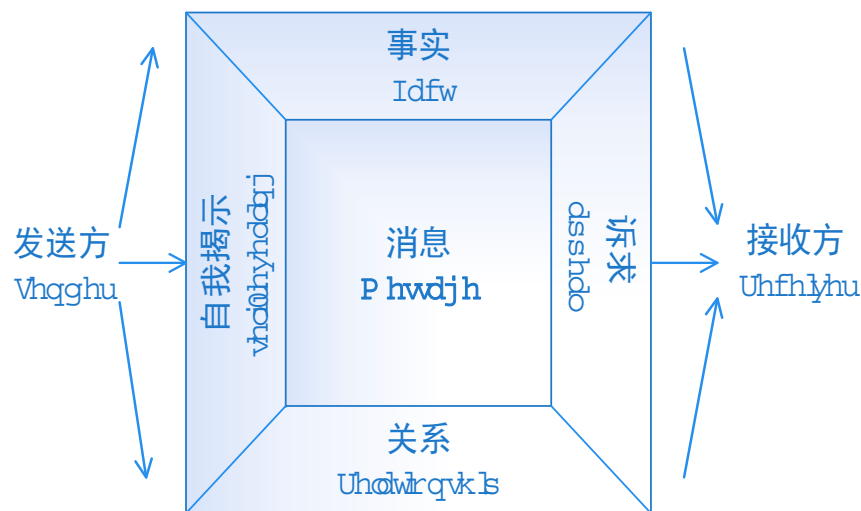 事实
Idfw
自我揭示
vhoi0uhyhdolqj
消息
P hvvdjh
诉求
dsshdo
发送方
Vhqghu
接收方
Uhfhlyhu
关系
Uhodwlrqvkls